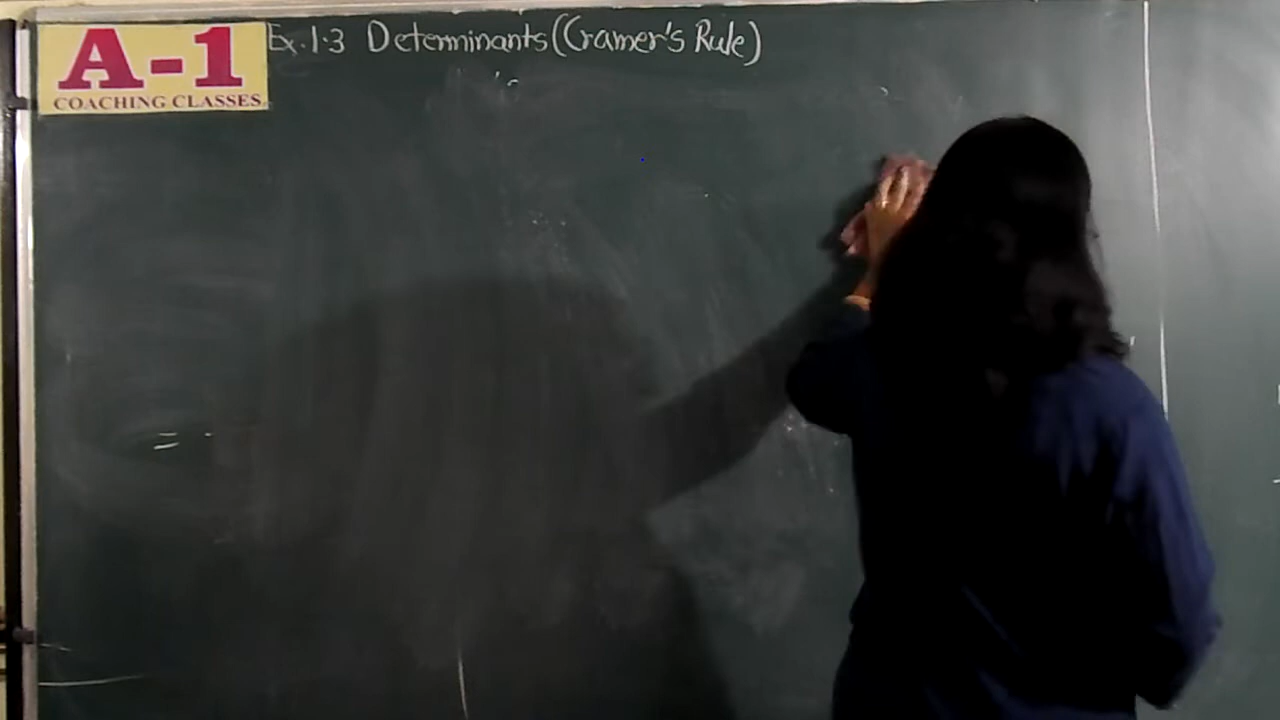 A-1
COACHING CLASSES
Ex.1.3 Determinants(Cramer's Rule)
=